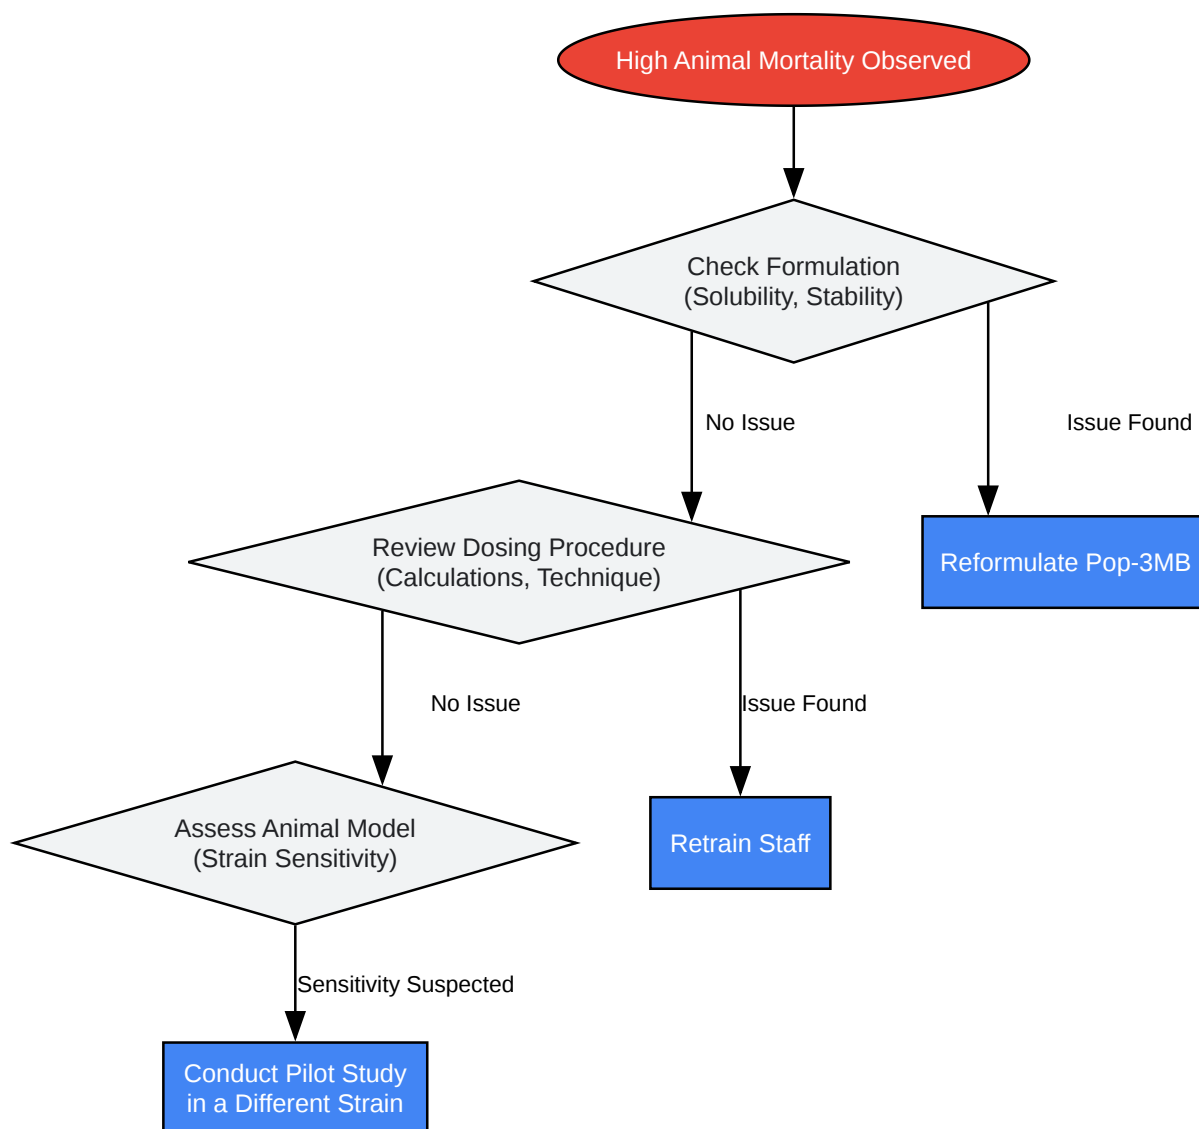 High Animal Mortality Observed
Check Formulation
(Solubility, Stability)
No Issue
Issue Found
Review Dosing Procedure
(Calculations, Technique)
Reformulate Pop-3MB
No Issue
Issue Found
Assess Animal Model
(Strain Sensitivity)
Retrain Staff
Sensitivity Suspected
Conduct Pilot Study
in a Different Strain